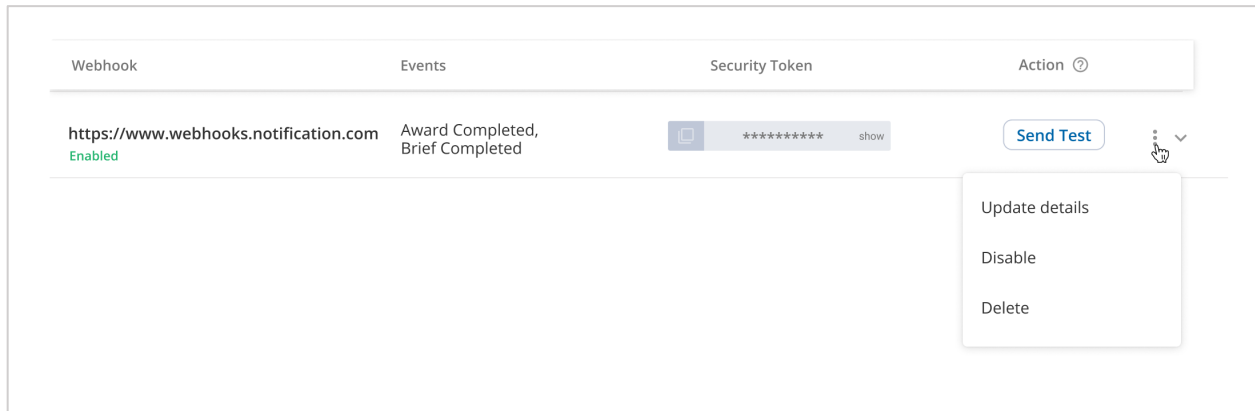 Webhook Events Security Token Action ?
https://www.webhooks.notification.com Award Completed, ********** show Send Test
Enabled Brief Completed
Update details
Disable
Delete